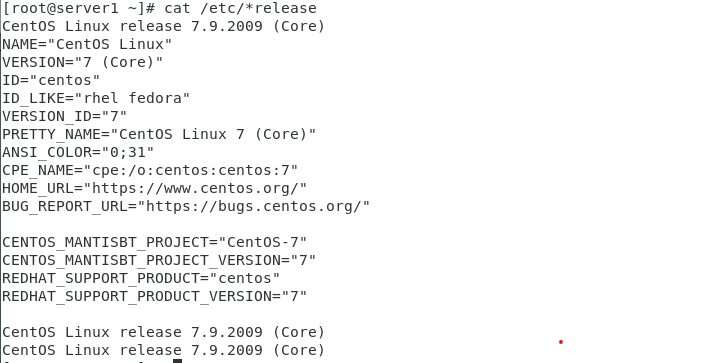 [root@server1 ~]# cat /etc/*release
CentOS Linux release 7.9.2009 (Core)
NAME="CentOS Linux"
VERSION="7 (Core)"
ID="centos"
ID_LIKE="rhel fedora"
VERSION_ID="7"
PRETTY_NAME="CentOS Linux 7 (Core)"
ANSI_COLOR="0;31"
CPE_NAME="cpe:/o:centos:centos:7"
HOME_URL="https://www.centos.org/"
BUG_REPORT_URL="https://bugs.centos.org/"

CENTOS_MANTISBT_PROJECT="CentOS-7"
CENTOS_MANTISBT_PROJECT_VERSION="7"
REDHAT_SUPPORT_PRODUCT="centos"
REDHAT_SUPPORT_PRODUCT_VERSION="7"

CentOS Linux release 7.9.2009 (Core)
CentOS Linux release 7.9.2009 (Core)